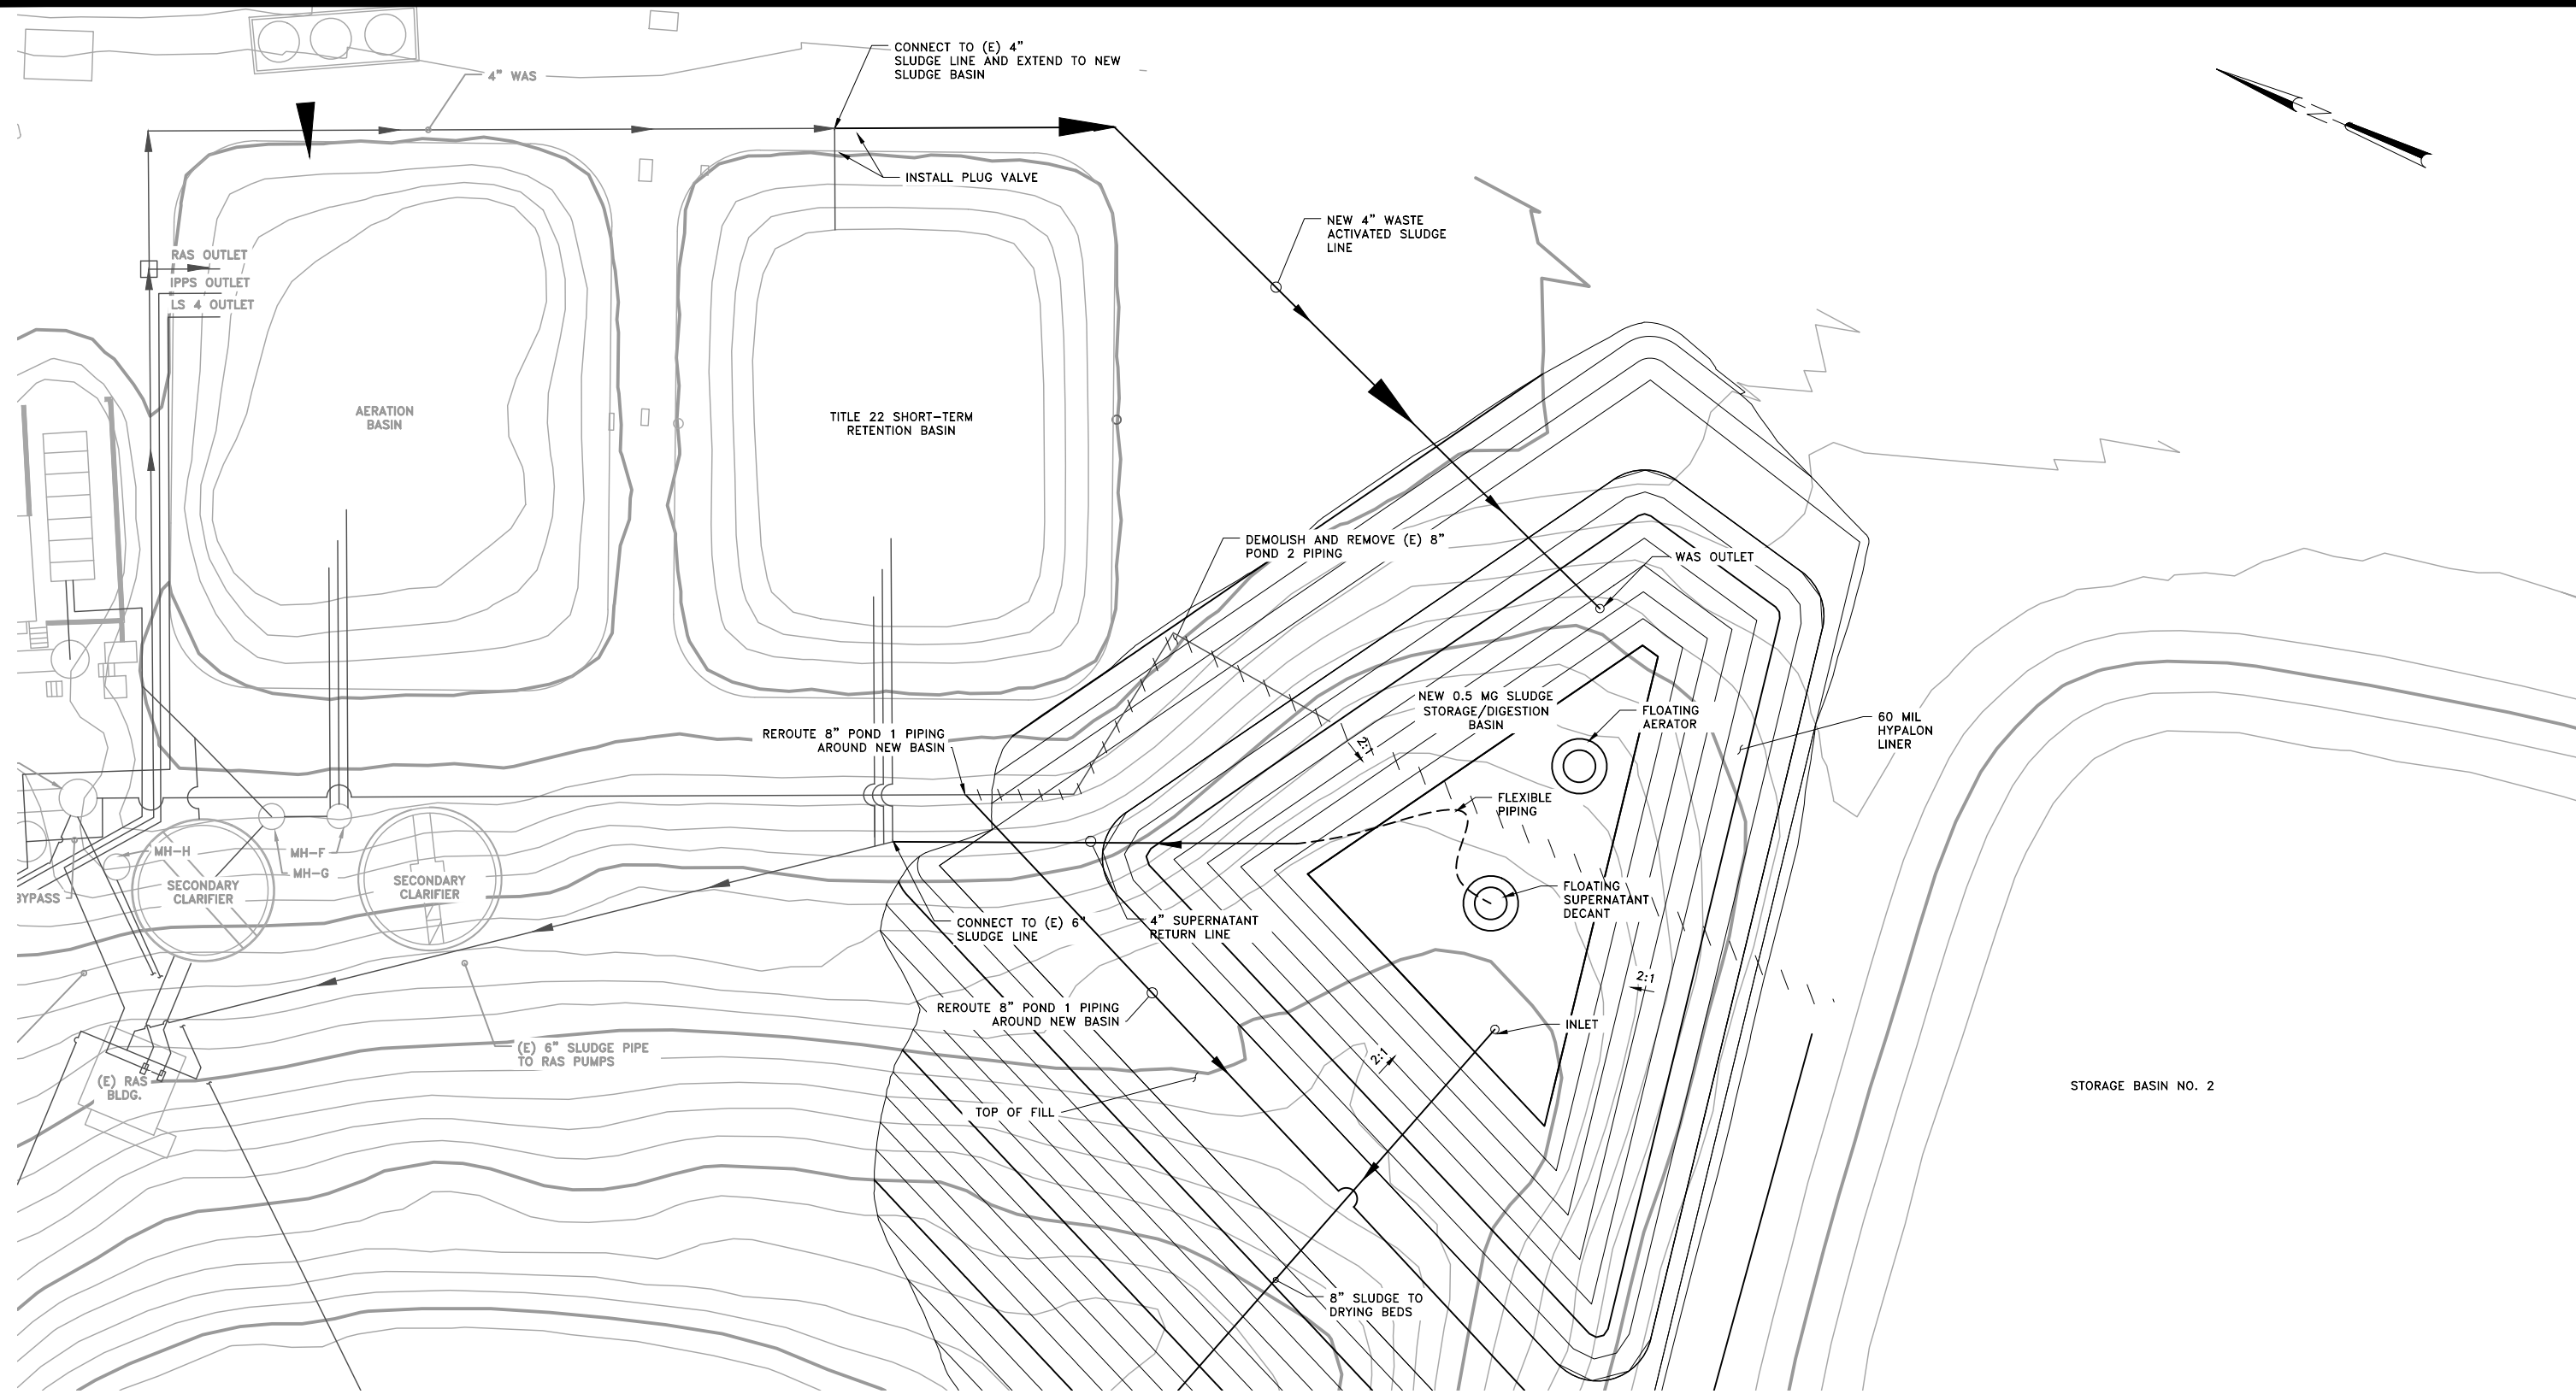 CONNECT TO (E) 4"
SLUDGE LINE AND EXTEND TO NEW
SLUDGE BASIN
4" WAS
N
INSTALL PLUG VALVE
NEW 4" WASTE
ACTIVATED SLUDGE
LINE
RAS OUTLET
IPPS OUTLET
LS 4 OUTLET
AERATION
BASIN
TITLE 22 SHORT-TERM
RETENTION BASIN
DEMOLISH AND REMOVE (E) 8"
POND 2 PIPING
WAS OUTLET
NEW 0.5 MG SLUDGE
STORAGE/DIGESTION
BASIN
FLOATING
AERATOR
60 MIL
HYPALON
LINER
REROUTE 8" POND 1 PIPING
AROUND NEW BASIN
2:1
FLEXIBLE
PIPING
MH-H
MH-F
MH-G
SECONDARY
CLARIFIER
SECONDARY
CLARIFIER
BYPASS
FLOATING
SUPERNATANT
DECANT
CONNECT TO (E) 6"
SLUDGE LINE
4" SUPERNATANT
RETURN LINE
2:1
REROUTE 8" POND 1 PIPING
AROUND NEW BASIN
INLET
(E) 6" SLUDGE PIPE
TO RAS PUMPS
2:1
(E) RAS
BLDG.
STORAGE BASIN NO. 2
TOP OF FILL
8" SLUDGE TO
DRYING BEDS